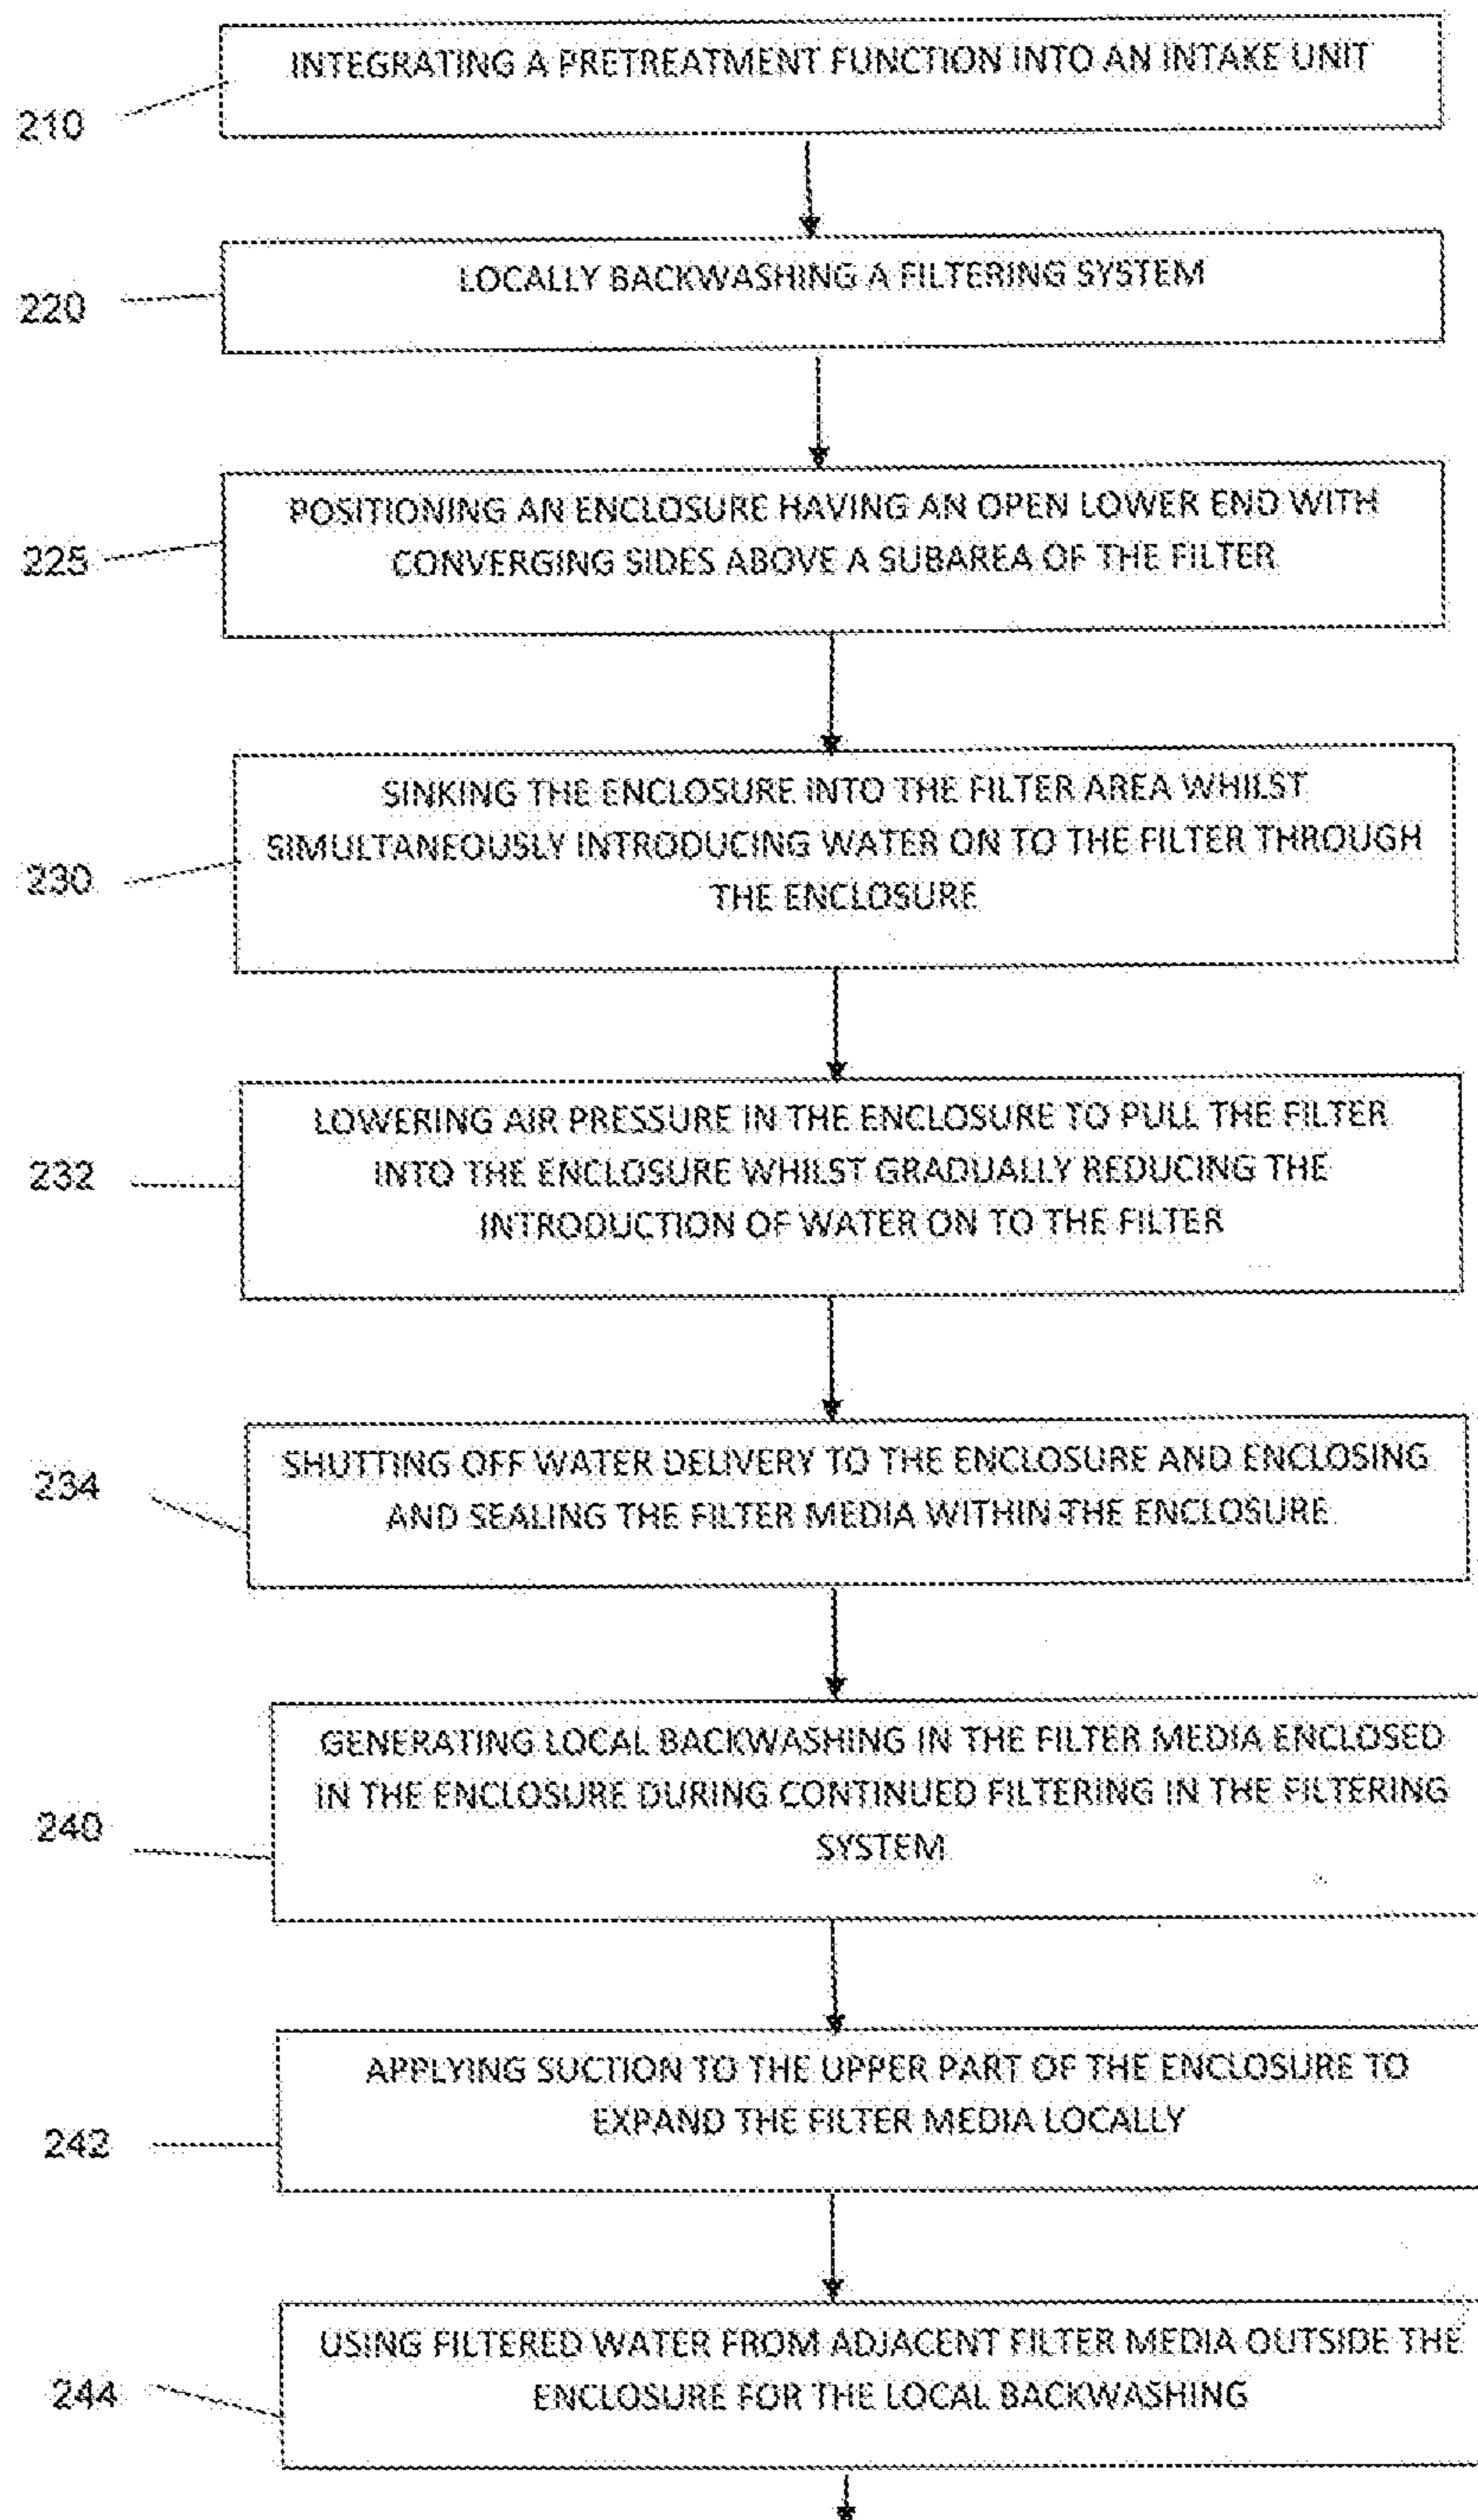 INTEGRATING A PRETREATMENT FUNCTION INTO AN INTAKE UNIT
210
LOCALLY BACKWASHING A FILTERING SYSTEM
220
POSITIONING AN ENCLOSURE HAVING AN OPEN LOWER END WITH
CONVERGING SIDES ABOVE A SUBAREA OF THE FILTER
225
SINKING THE ENCLOSURE INTO THE FILTER AREA WHILST
SIMULTANEOUSLY INTRODUCING WATER ON TO THE FILTER THROUGH
THE ENCLOSURE
230
LOWERING AIR PRESSURE IN THE ENCLOSURE TO PULL THE FILTER
INTO THE ENCLOSURE WHILST GRADUALLY REDUCING THE
INTRODUCTION OF WATER ON TO THE FILTER
232
SHUTTING OFF WATER DELIVERY TO THE ENCLOSURE AND ENCLOSING
AND SEALING THE FILTER MEDIA WITHIN THE ENCLOSURE
234
GENERATING LOCAL BACKWASHING IN THE FILTER MEDIA ENCLOSED
IN THE ENCLOSURE DURING CONTINUED FILTERING IN THE FILTERING
SYSTEM
240
APPLYING SUCTION TO THE UPPER PART OF THE ENCLOSURE TO
EXPAND THE FILTER MEDIA LOCALLY
242
USING FILTERED WATER FROM ADJACENT FILTER MEDIA OUTSIDE THE
ENCLOSURE FOR THE LOCAL BACKWASHING
244